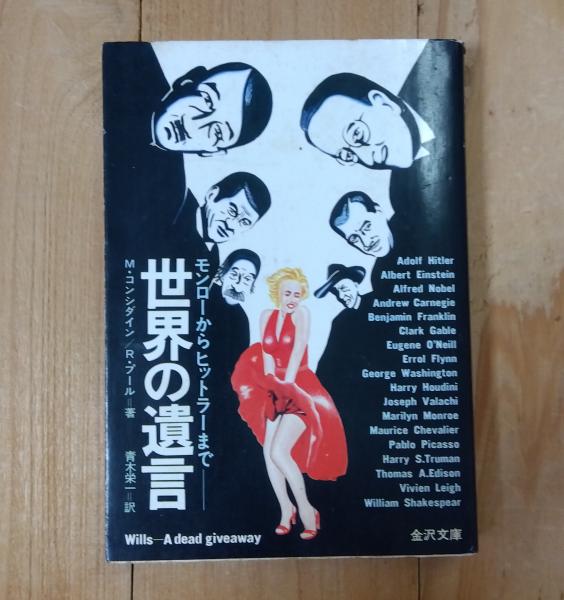 モンローからヒットラーまで——
世界の遺言
M・コンシダイン／R・プール＝著
青木栄一＝訳
Adolf Hitler
Albert Einstein
Alfred Nobel
Andrew Carnegie
Benjamin Franklin
Clark Gable
Eugene O'Neill
Errol Flynn
George Washington
Harry Houdini
Joseph Valachi
Marilyn Monroe
Maurice Chevalier
Pablo Picasso
Harry S.Truman
Thomas A.Edison
Vivien Leigh
William Shakespear
Wills—A dead giveaway
金沢文庫